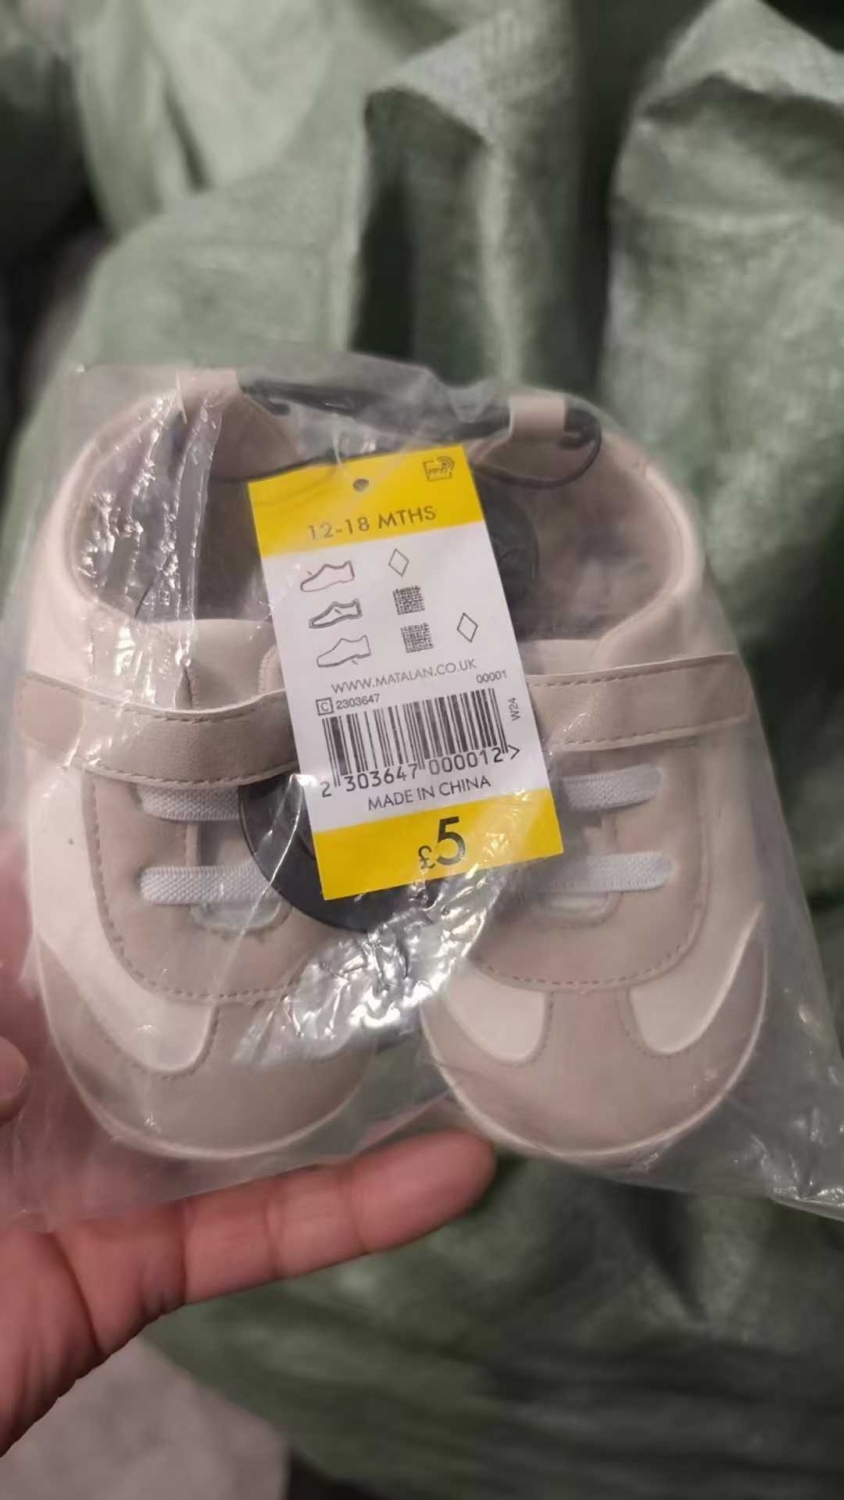 12-18 MTHS
WWW.MATALAN.CO.UK
C 2303647 00001
W24
2 303647 000012 >
MADE IN CHINA
£5